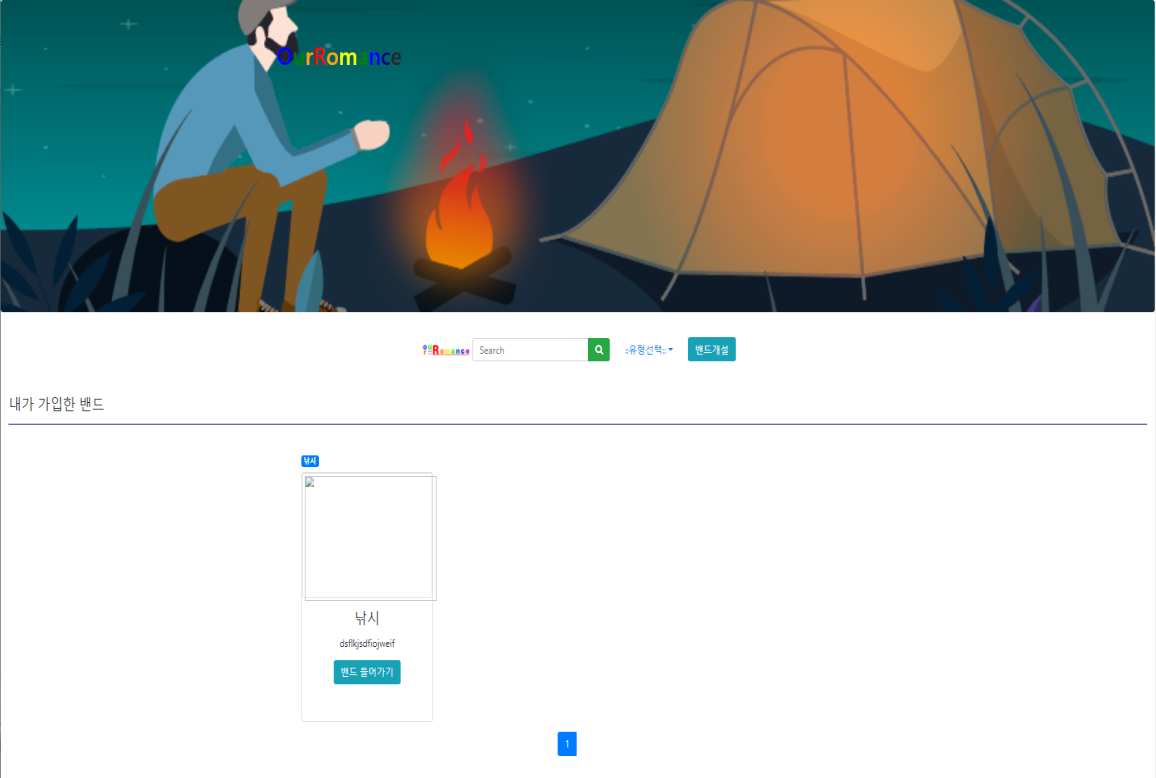 OurRomance
OurRomance
Search
::유형선택::
밴드개설
내가 가입한 밴드
낚시
낚시
dsflkjsdfiojweif
밴드 들어가기
1